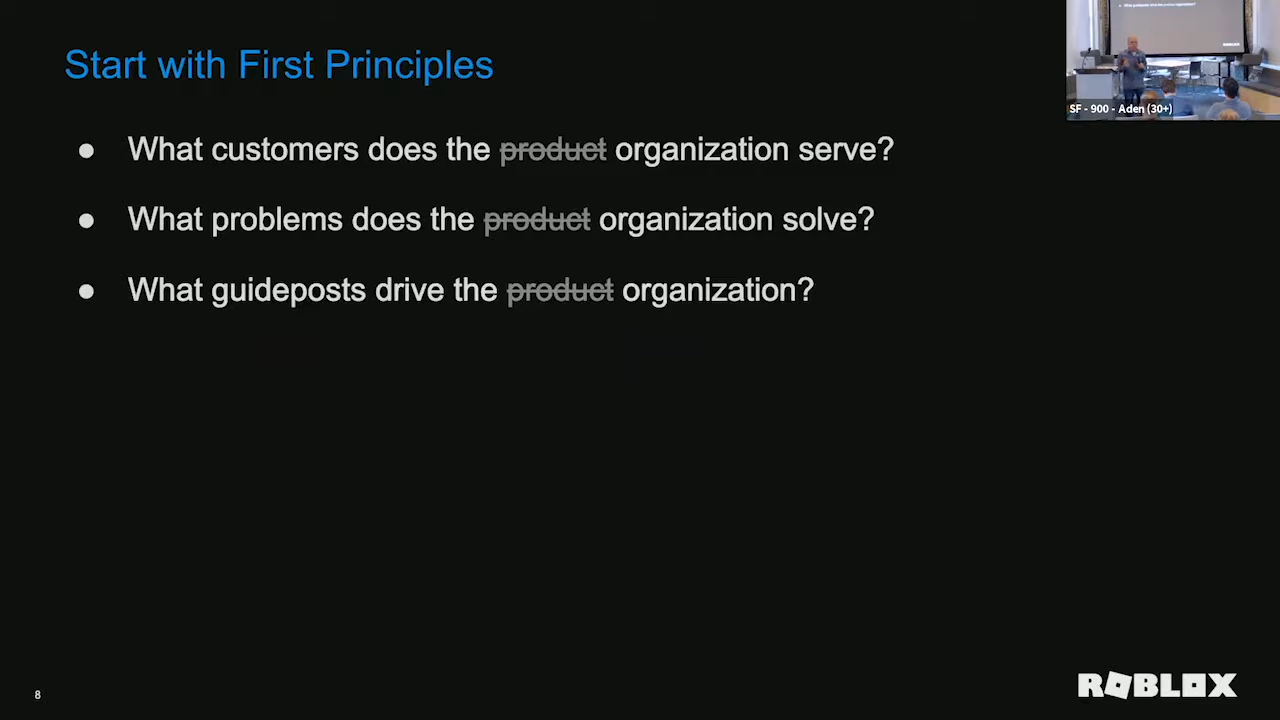 Start with First Principles
● What customers does the product organization serve?
● What problems does the product organization solve?
● What guideposts drive the product organization?
SF - 900 - Aden (30+)
8
ROBLOX